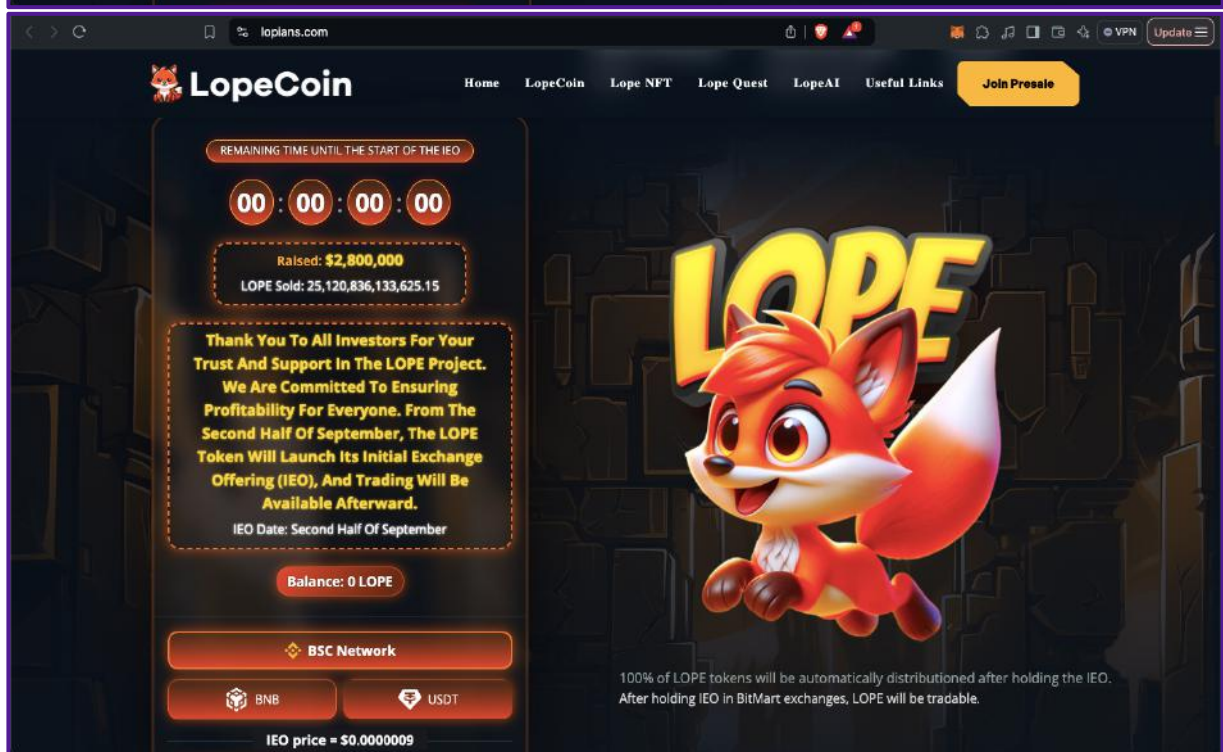 loplans.com
VPN
Update
LopeCoin
Home
LopeCoin
Lope NFT
Lope Quest
LopeAI
Useful Links
Join Presale
REMAINING TIME UNTIL THE START OF THE IEO
00 : 00 : 00 : 00
Raised: $2,800,000
LOPE Sold: 25,120,836,133,625.15
Thank You To All Investors For Your
Trust And Support In The LOPE Project.
We Are Committed To Ensuring
Profitability For Everyone. From The
Second Half Of September, The LOPE
Token Will Launch Its Initial Exchange
Offering (IEO), And Trading Will Be
Available Afterward.
IEO Date: Second Half Of September
Balance: 0 LOPE
BSC Network
BNB
USDT
IEO price = $0.0000009
LOPE
100% of LOPE tokens will be automatically distributioned after holding the IEO.
After holding IEO in BitMart exchanges, LOPE will be tradable.